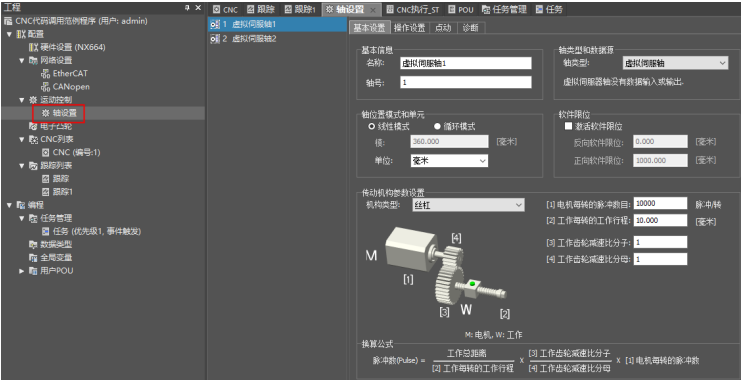 工程
CNC代码调用范例程序 (用户: admin)
配置
硬件设置 (NX664)
网络设置
EtherCAT
CANopen
运动控制
轴设置
电子凸轮
CNC列表
CNC (编号:1)
跟踪列表
跟踪
跟踪1
编程
任务管理
任务 (优先级1, 事件触发)
数据类型
全局变量
用户POU
CNC 跟踪 跟踪1 轴设置 CNC执行_ST POU 任务管理 任务
1 虚拟伺服轴1
2 虚拟伺服轴2
基本设置 操作设置 点动 诊断
基本信息
名称: 虚拟伺服轴1
轴号: 1
轴类型和数据源
轴类型: 虚拟伺服轴
虚拟伺服器轴没有数据输入或输出.
轴位置模式和单元
线性模式 循环模式
模: 360.000 [毫米]
单位: 毫米
软件限位
激活软件限位
反向软件限位: 0.000 [毫米]
正向软件限位: 1000.000 [毫米]
传动机构参数设置
机构类型: 丝杠
[1] 电机每转的脉冲数目: 10000 脉冲/转
[2] 工作每转的工作行程: 10.000 [毫米]
[3] 工作齿轮减速比分子: 1
[4] 工作齿轮减速比分母: 1
M
[4]
[1]
[3]
W
[2]
M: 电机, W: 工作
换算公式
脉冲数(Pulse) = 工作总距离 / [2] 工作每转的工作行程 X [3] 工作齿轮减速比分子 / [4] 工作齿轮减速比分母 X [1] 电机每转的脉冲数